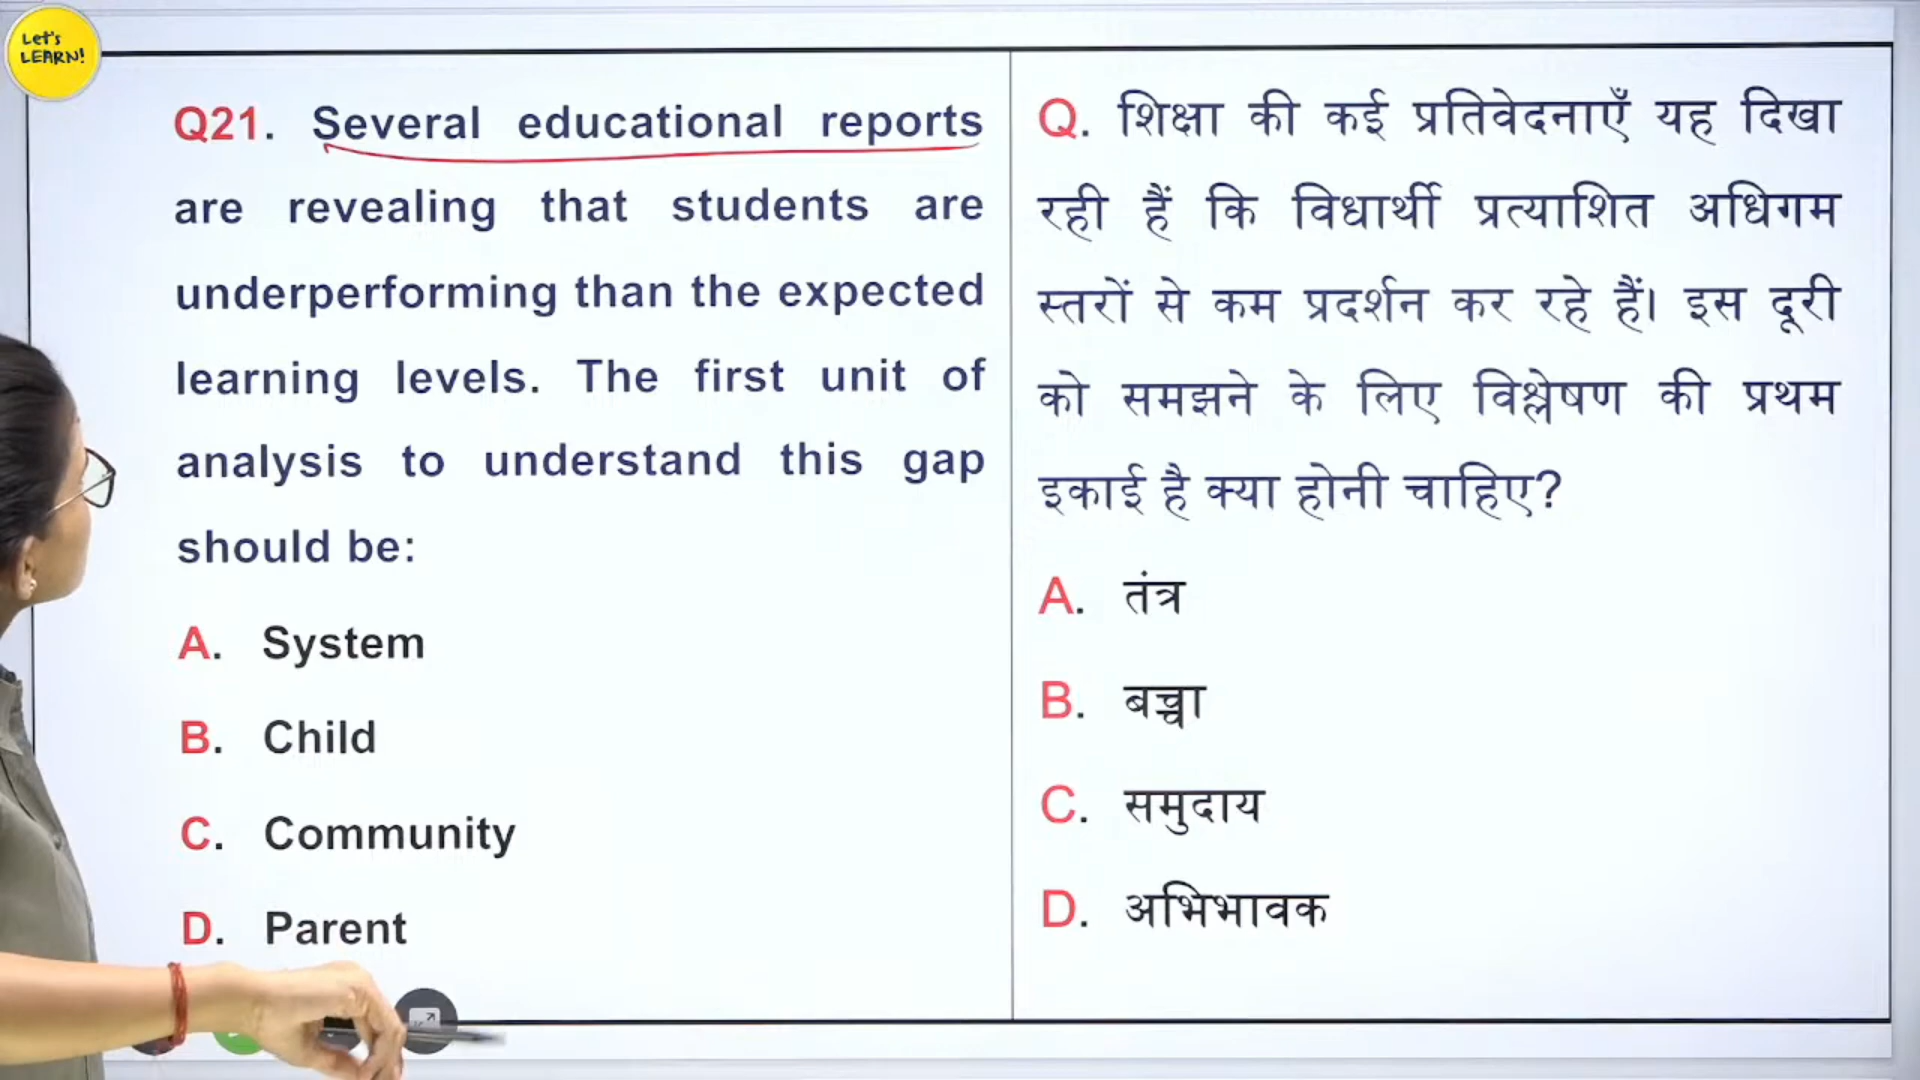 Let's
LEARN!
Q21. Several educational reports
are revealing that students are
underperforming than the expected
learning levels. The first unit of
analysis to understand this gap
should be:
A. System
B. Child
C. Community
D. Parent
Q. शिक्षा की कई प्रतिवेदनाएँ यह दिखा
रही हैं कि विधार्थी प्रत्याशित अधिगम
स्तरों से कम प्रदर्शन कर रहे हैं। इस दूरी
को समझने के लिए विश्लेषण की प्रथम
इकाई है क्या होनी चाहिए?
A. तंत्र
B. बच्चा
C. समुदाय
D. अभिभावक